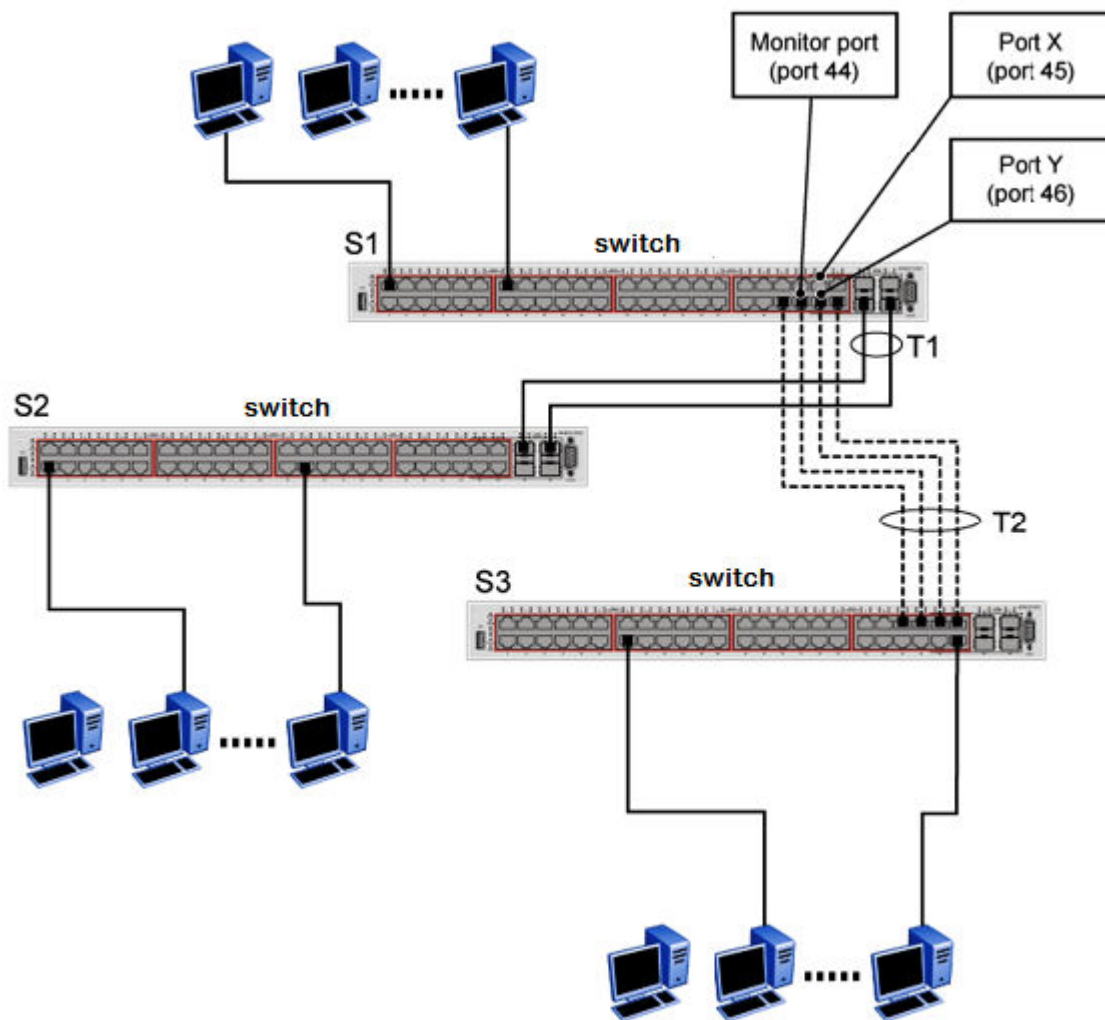 Monitor port
(port 44)
Port X
(port 45)
Port Y
(port 46)
S1
switch
T1
S2
switch
T2
S3
switch